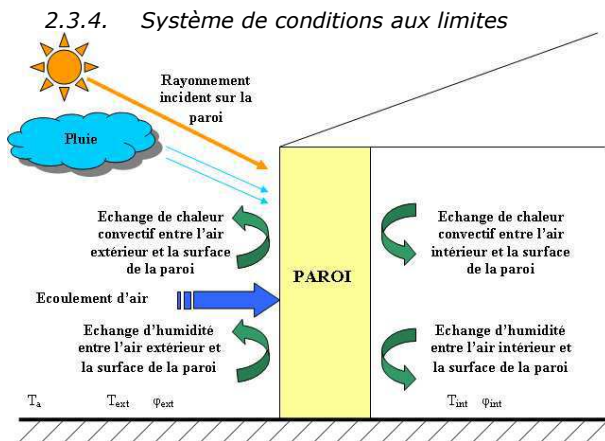 2.3.4. Système de conditions aux limites
Rayonnement
incident sur la
paroi
Pluie
Echange de chaleur
convectif entre l'air
extérieur et la surface
de la paroi
Echange de chaleur
convectif entre l'air
intérieur et la surface
de la paroi
PAROI
Ecoulement d'air
Echange d'humidité
entre l'air extérieur et
la surface de la paroi
Echange d'humidité
entre l'air intérieur et
la surface de la paroi
Ta Text φext
Tint φint